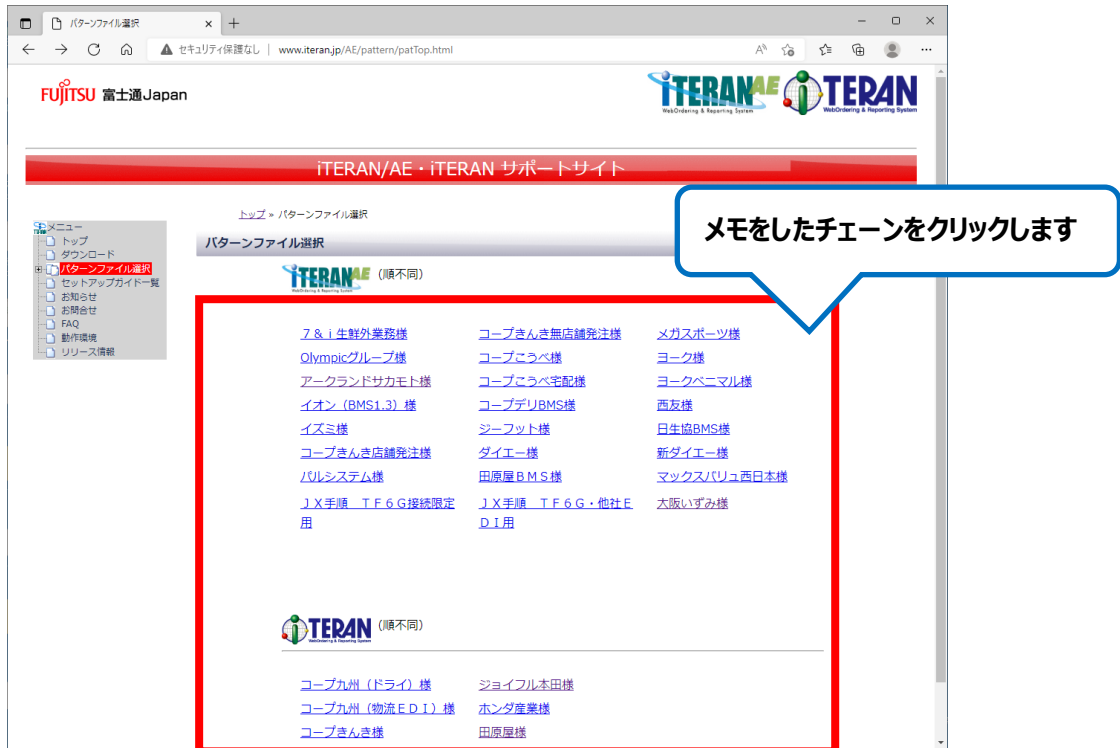 パターンファイル選択
セキュリティ保護なし | www.iteran.jp/AE/pattern/patTop.html
FUJITSU 富士通Japan
iTERANAE
WebOrdering & Reporting System
iTERAN
WebOrdering & Reporting System
iTERAN/AE・iTERAN サポートサイト
メモをしたチェーンをクリックします
トップ » パターンファイル選択
メニュー
トップ
ダウンロード
パターンファイル選択
セットアップガイド一覧
お知らせ
お問合せ
FAQ
動作環境
リリース情報
パターンファイル選択
iTERANAE (順不同)
WebOrdering & Reporting System
7&i生鮮外業務様 コープきんき無店舗発注様 メガスポーツ様
Olympicグループ様 コープこうべ様 ヨーク様
アークランドサカモト様 コープこうべ宅配様 ヨークベニマル様
イオン(BMS1.3)様 コープデリBMS様 西友様
イズミ様 ジーフット様 日生協BMS様
コープきんき店舗発注様 ダイエー様 新ダイエー様
パルシステム様 田原屋BMS様 マックスバリュ西日本様
JX手順 TF6G接続限定 JX手順 TF6G・他社E 大阪いずみ様
用 DI用
iTERAN (順不同)
WebOrdering & Reporting System
コープ九州(ドライ)様 ジョイフル本田様
コープ九州(物流EDI)様 ホンダ産業様
コープきんき様 田原屋様